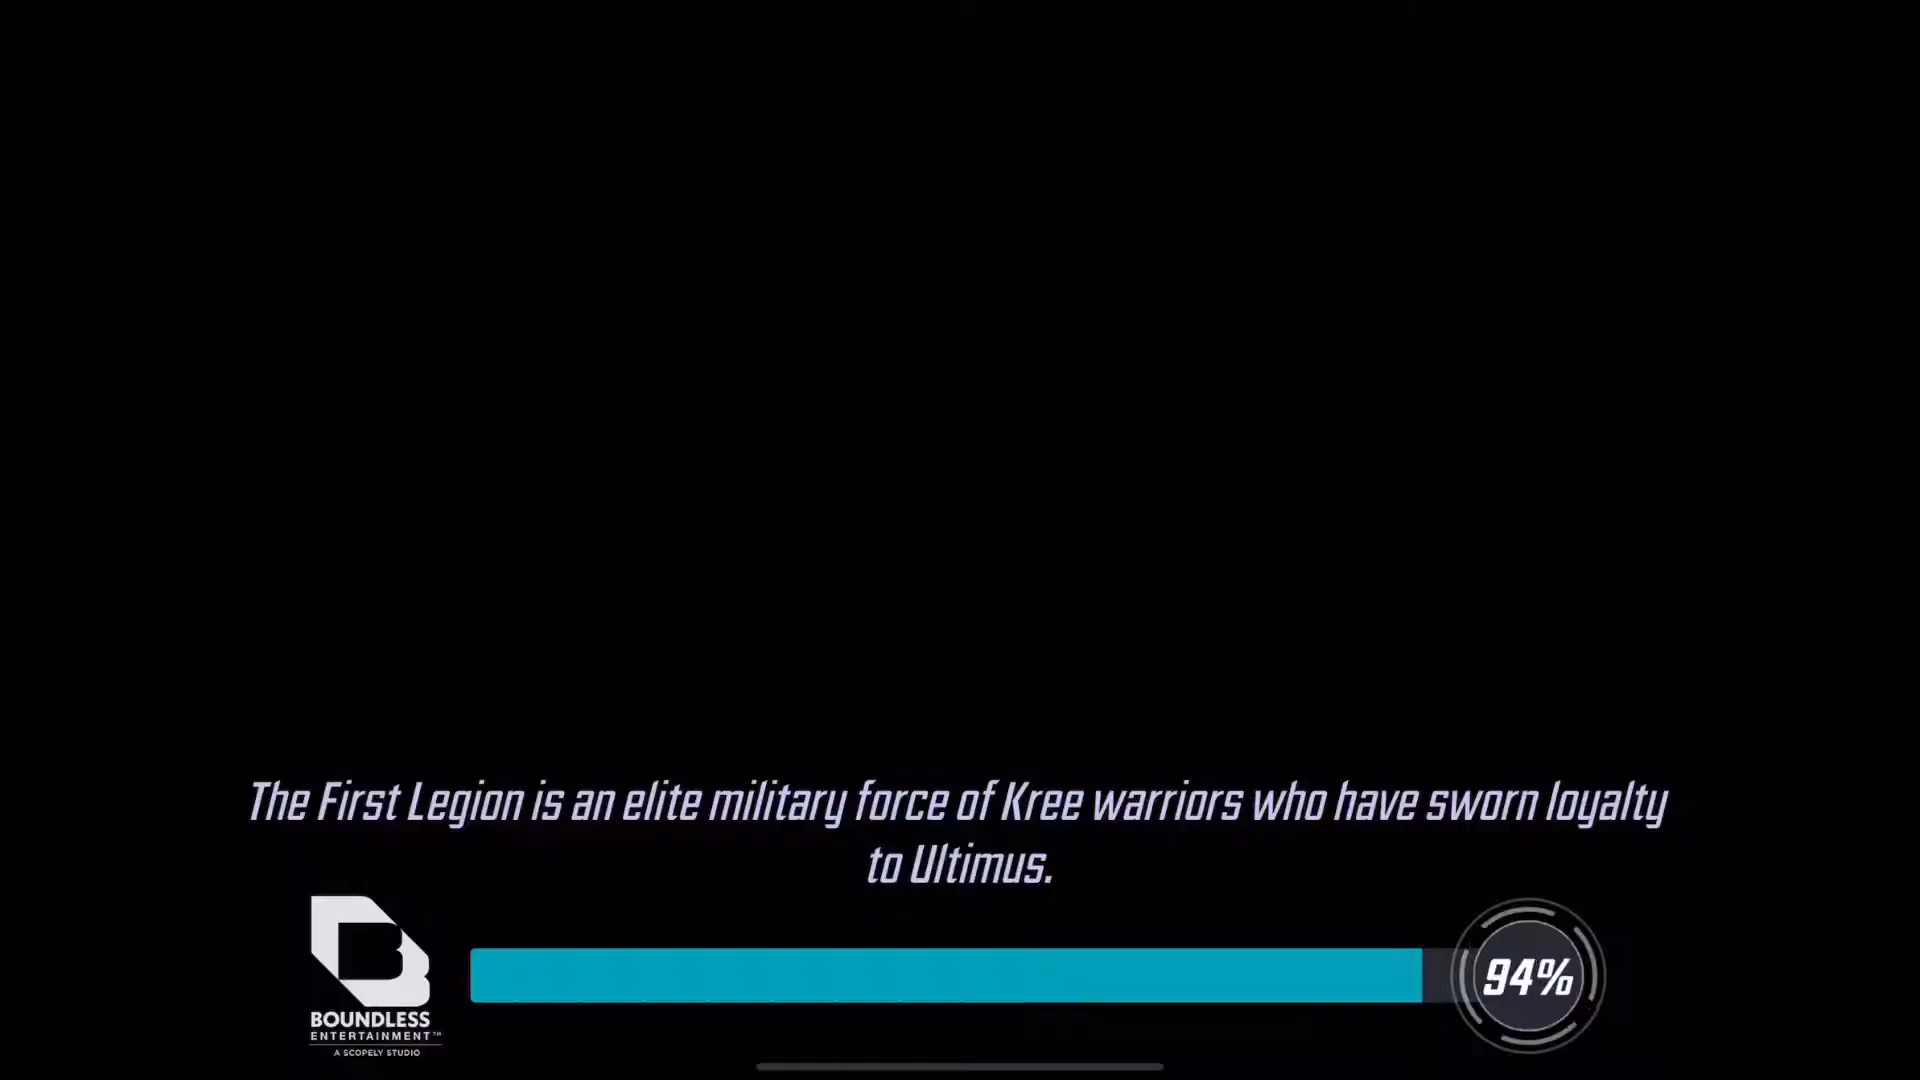 The First Legion is an elite military force of Kree warriors who have sworn loyalty
to Ultimus.
94%
BOUNDLESS
ENTERTAINMENT™
A SCOPELY STUDIO